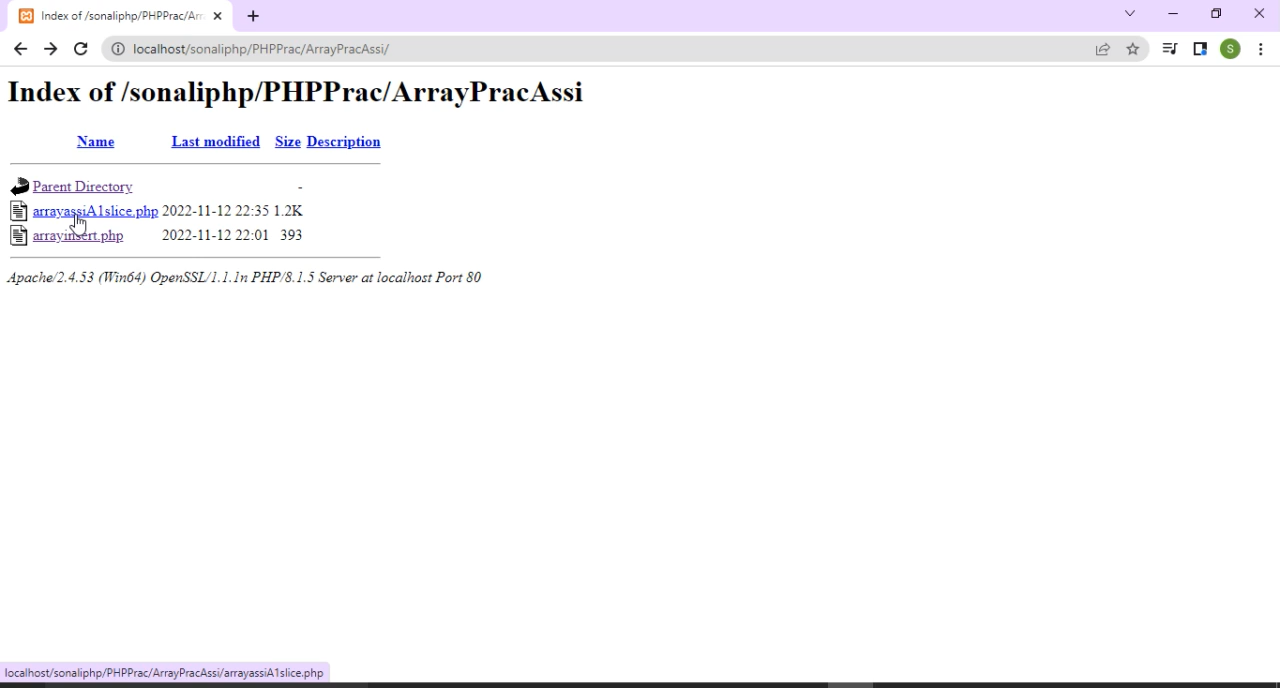 Index of /sonaliphp/PHPPrac/Arr
localhost/sonaliphp/PHPPrac/ArrayPracAssi/
S
Index of /sonaliphp/PHPPrac/ArrayPracAssi
Name Last modified Size Description
Parent Directory -
arrayassiA1slice.php 2022-11-12 22:35 1.2K
arrayinsert.php 2022-11-12 22:01 393
Apache/2.4.53 (Win64) OpenSSL/1.1.1n PHP/8.1.5 Server at localhost Port 80
localhost/sonaliphp/PHPPrac/ArrayPracAssi/arrayassiA1slice.php